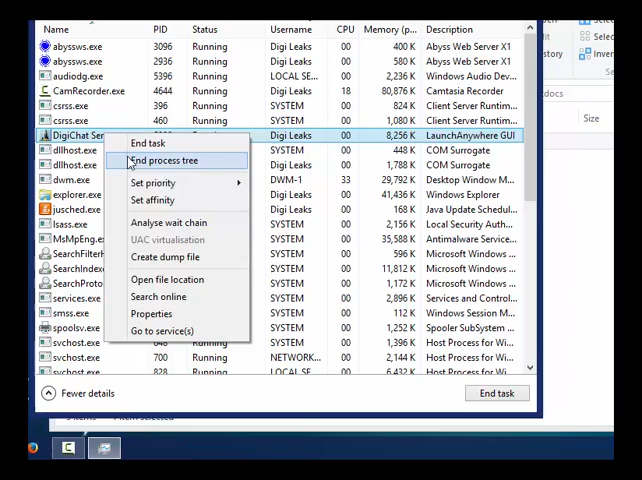 Name PID Status Username CPU Memory (p... Description
abyssws.exe 3096 Running Digi Leaks 00 400 K Abyss Web Server X1
abyssws.exe 2936 Running Digi Leaks 00 580 K Abyss Web Server X1
audiodg.exe 5396 Running LOCAL SE... 00 2,236 K Windows Audio Dev...
CamRecorder.exe 4644 Running Digi Leaks 18 80,876 K Camtasia Recorder
csrss.exe 396 Running SYSTEM 00 824 K Client Server Runtim...
csrss.exe 460 Running SYSTEM 00 1,080 K Client Server Runtim...
DigiChat Ser Digi Leaks 00 8,256 K LaunchAnywhere GUI
dllhost.exe SYSTEM 00 448 K COM Surrogate
dllhost.exe Digi Leaks 00 1,788 K COM Surrogate
dwm.exe DWM-1 33 29,792 K Desktop Window M...
explorer.exe Digi Leaks 00 41,436 K Windows Explorer
jusched.exe Digi Leaks 00 168 K Java Update Schedul...
lsass.exe SYSTEM 00 2,156 K Local Security Autho...
MsMpEng.exe SYSTEM 00 35,588 K Antimalware Service...
SearchFilter SYSTEM 00 596 K Microsoft Windows ...
SearchIndex SYSTEM 00 11,812 K Microsoft Windows ...
SearchProto SYSTEM 00 1,172 K Microsoft Windows ...
services.exe SYSTEM 00 2,896 K Services and Control...
smss.exe SYSTEM 00 112 K Windows Session M...
spoolsv.exe SYSTEM 00 1,252 K Spooler SubSystem ...
svchost.exe Running SYSTEM 00 1,396 K Host Process for Wi...
svchost.exe 700 Running NETWORK... 00 2,144 K Host Process for Wi...
svchost.exe 828 Running LOCAL SE... 00 6,432 K Host Process for Wi...
End task
End process tree
Set priority
Set affinity
Analyse wait chain
UAC virtualisation
Create dump file
Open file location
Search online
Properties
Go to service(s)
Fewer details
End task